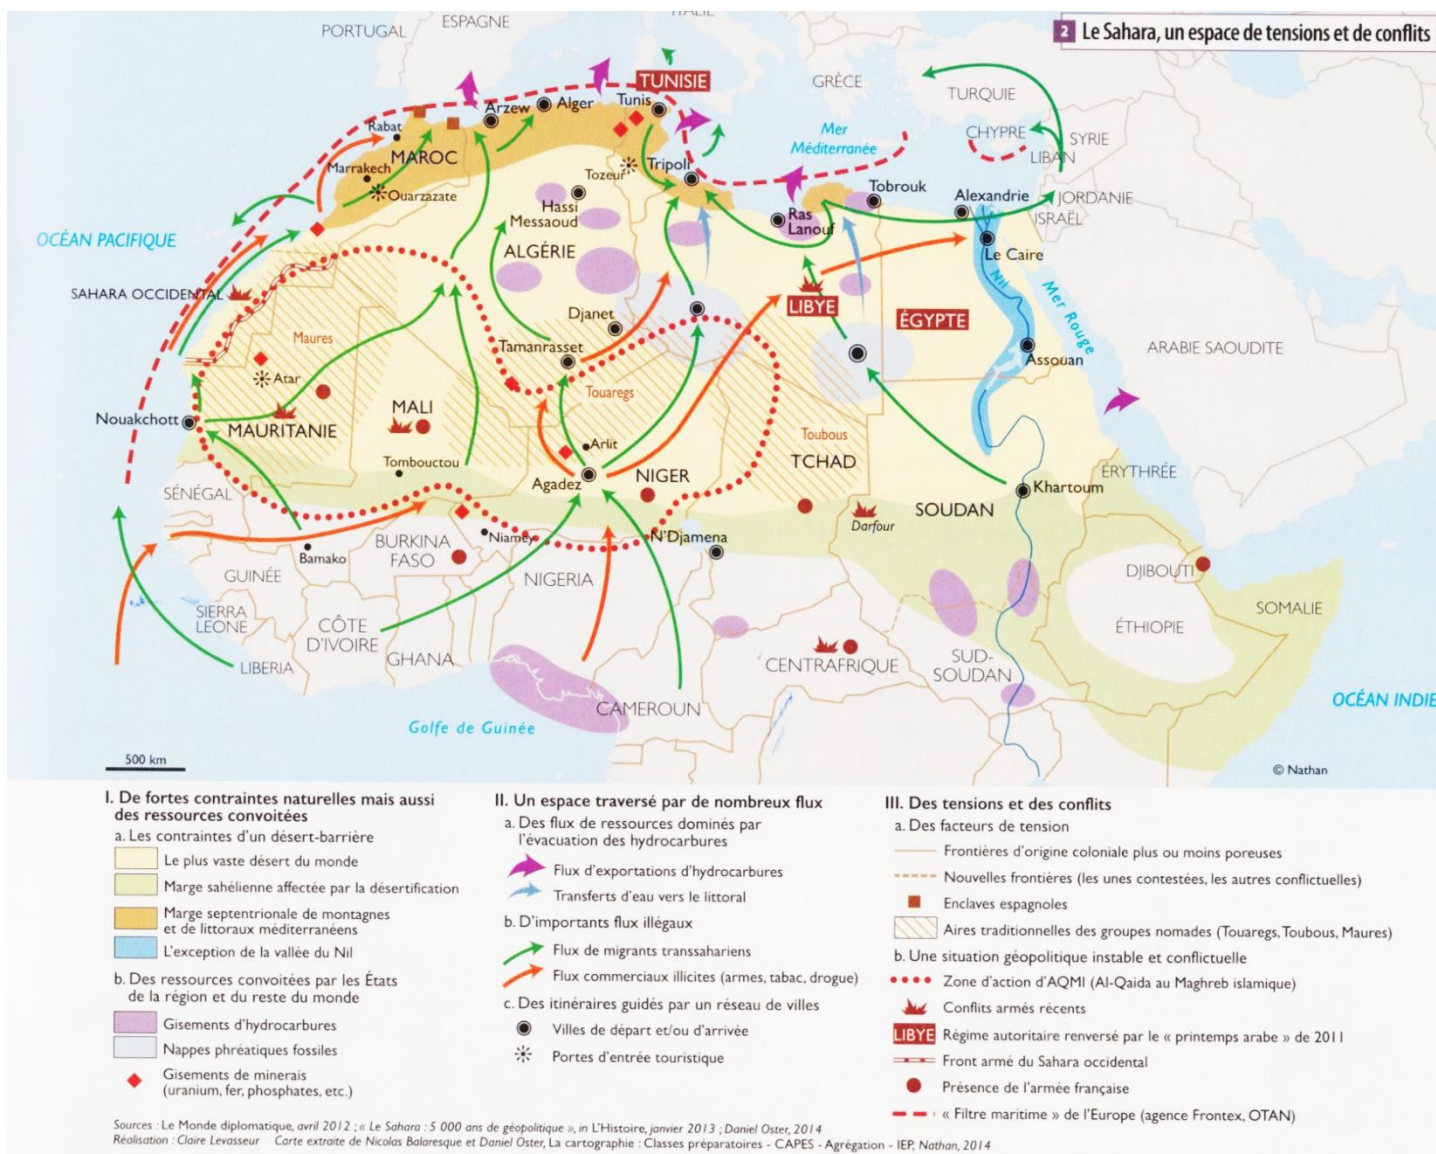 2 Le Sahara, un espace de tensions et de conflits
ITALIE
ESPAGNE
PORTUGAL
GRÈCE
TURQUIE
TUNISIE
Arzew
Alger
Tunis
Rabat
MAROC
Marrakech
Ouarzazate
Tozeur
Tripoli
Mer
Méditerranée
CHYPRE
SYRIE
LIBAN
JORDANIE
ISRAËL
Hassi
Messaoud
Tobrouk
Alexandrie
Ras
Lanouf
Le Caire
OCÉAN PACIFIQUE
ALGÉRIE
SAHARA OCCIDENTAL
Nil
Mer Rouge
LIBYE
ÉGYPTE
Djanet
Maures
Tamanrasset
Assouan
ARABIE SAOUDITE
Atar
Touaregs
Nouakchott
MAURITANIE
MALI
Toubous
Arlit
TCHAD
Tombouctou
Agadez
NIGER
ÉRYTHRÉE
SÉNÉGAL
Khartoum
SOUDAN
Darfour
Niamey
N'Djamena
Bamako
BURKINA
FASO
GUINÉE
NIGERIA
DJIBOUTI
SIERRA
LEONE
CÔTE
D'IVOIRE
GHANA
LIBERIA
SOMALIE
ÉTHIOPIE
CENTRAFRIQUE
SUD-
SOUDAN
CAMEROUN
Golfe de Guinée
OCÉAN INDIE
500 km
© Nathan
I. De fortes contraintes naturelles mais aussi
des ressources convoitées
a. Les contraintes d'un désert-barrière
Le plus vaste désert du monde
Marge sahélienne affectée par la désertification
Marge septentrionale de montagnes
et de littoraux méditerranéens
L'exception de la vallée du Nil
b. Des ressources convoitées par les États
de la région et du reste du monde
Gisements d'hydrocarbures
Nappes phréatiques fossiles
Gisements de minerais
(uranium, fer, phosphates, etc.)
II. Un espace traversé par de nombreux flux
a. Des flux de ressources dominés par
l'évacuation des hydrocarbures
Flux d'exportations d'hydrocarbures
Transferts d'eau vers le littoral
b. D'importants flux illégaux
Flux de migrants transsahariens
Flux commerciaux illicites (armes, tabac, drogue)
c. Des itinéraires guidés par un réseau de villes
Villes de départ et/ou d'arrivée
Portes d'entrée touristique
III. Des tensions et des conflits
a. Des facteurs de tension
Frontières d'origine coloniale plus ou moins poreuses
Nouvelles frontières (les unes contestées, les autres conflictuelles)
Enclaves espagnoles
Aires traditionnelles des groupes nomades (Touaregs, Toubous, Maures)
b. Une situation géopolitique instable et conflictuelle
Zone d'action d'AQMI (Al-Qaida au Maghreb islamique)
Conflits armés récents
LIBYE Régime autoritaire renversé par le « printemps arabe » de 2011
Front armé du Sahara occidental
Présence de l'armée française
« Filtre maritime » de l'Europe (agence Frontex, OTAN)
Sources : Le Monde diplomatique, avril 2012 ; « Le Sahara : 5 000 ans de géopolitique », in L'Histoire, janvier 2013 ; Daniel Oster, 2014
Réalisation : Claire Levasseur Carte extraite de Nicolas Balaresque et Daniel Oster, La cartographie : Classes préparatoires - CAPES - Agrégation - IEP, Nathan, 2014